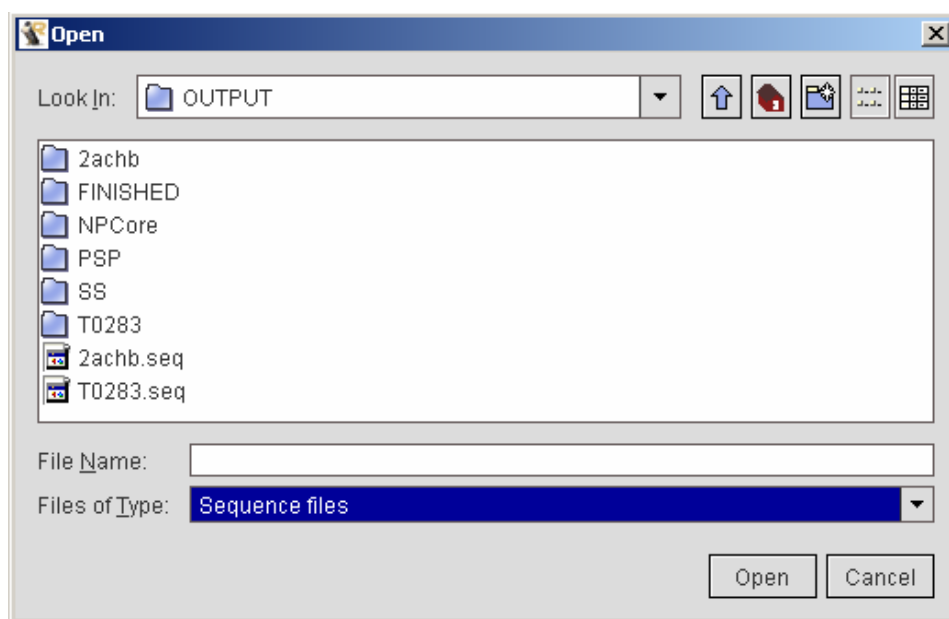 Open
Look In: OUTPUT
2achb
FINISHED
NPCore
PSP
SS
T0283
2achb.seq
T0283.seq
File Name:
Files of Type: Sequence files
Open Cancel